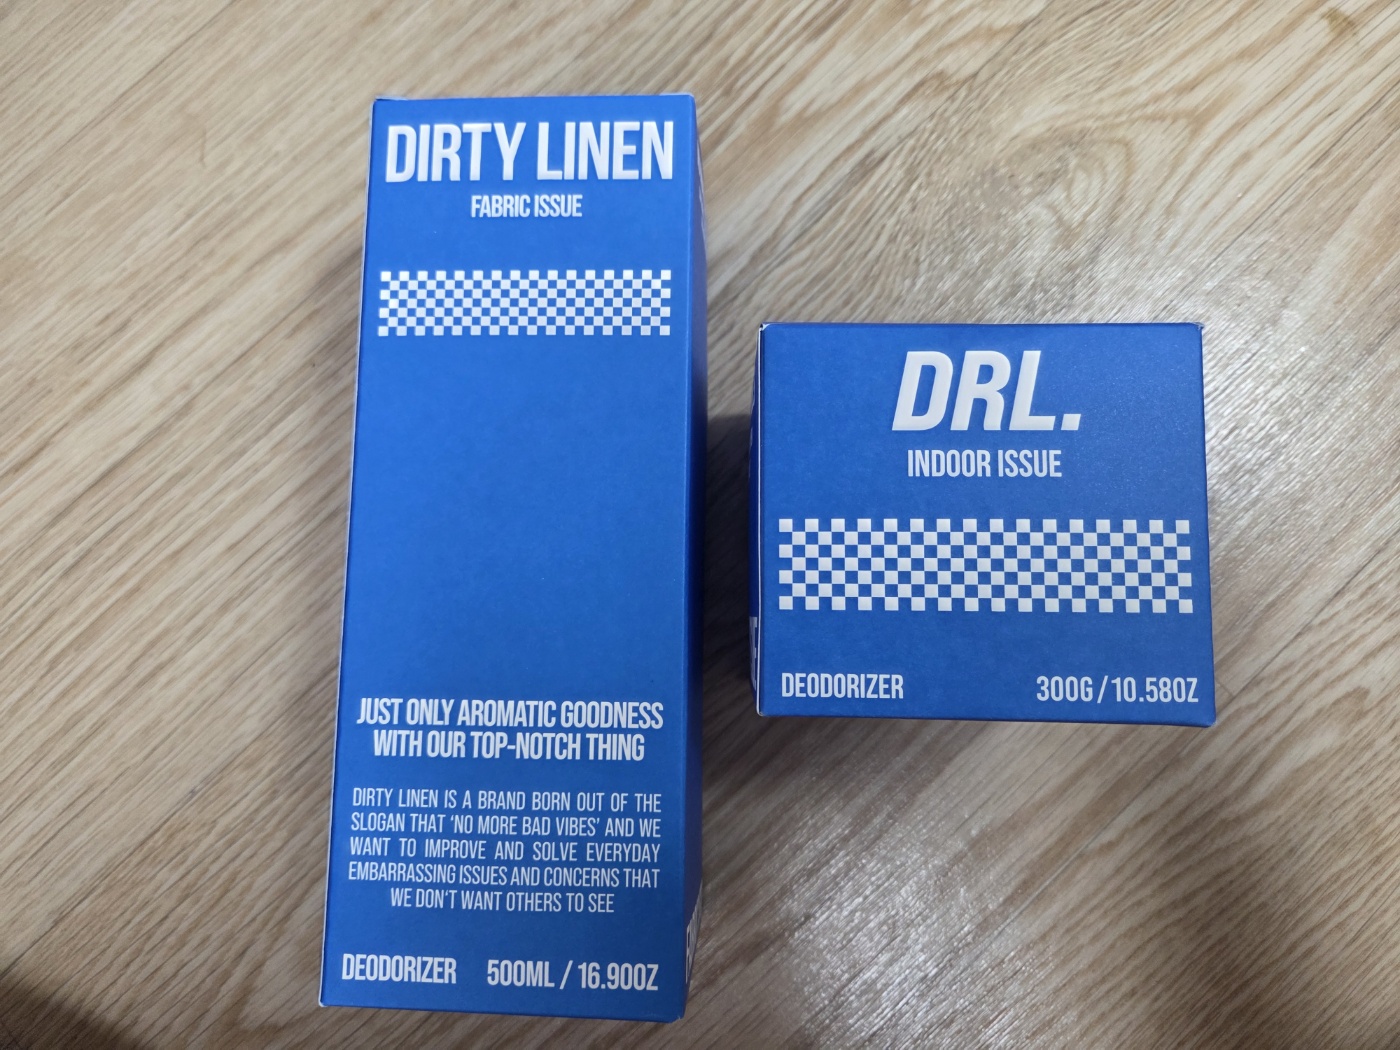 DIRTY LINEN
FABRIC ISSUE
JUST ONLY AROMATIC GOODNESS
WITH OUR TOP-NOTCH THING
DIRTY LINEN IS A BRAND BORN OUT OF THE
SLOGAN THAT 'NO MORE BAD VIBES' AND WE
WANT TO IMPROVE AND SOLVE EVERYDAY
EMBARRASSING ISSUES AND CONCERNS THAT
WE DON'T WANT OTHERS TO SEE
DEODORIZER 500ML / 16.90OZ
DRL.
INDOOR ISSUE
DEODORIZER 300G / 10.58OZ